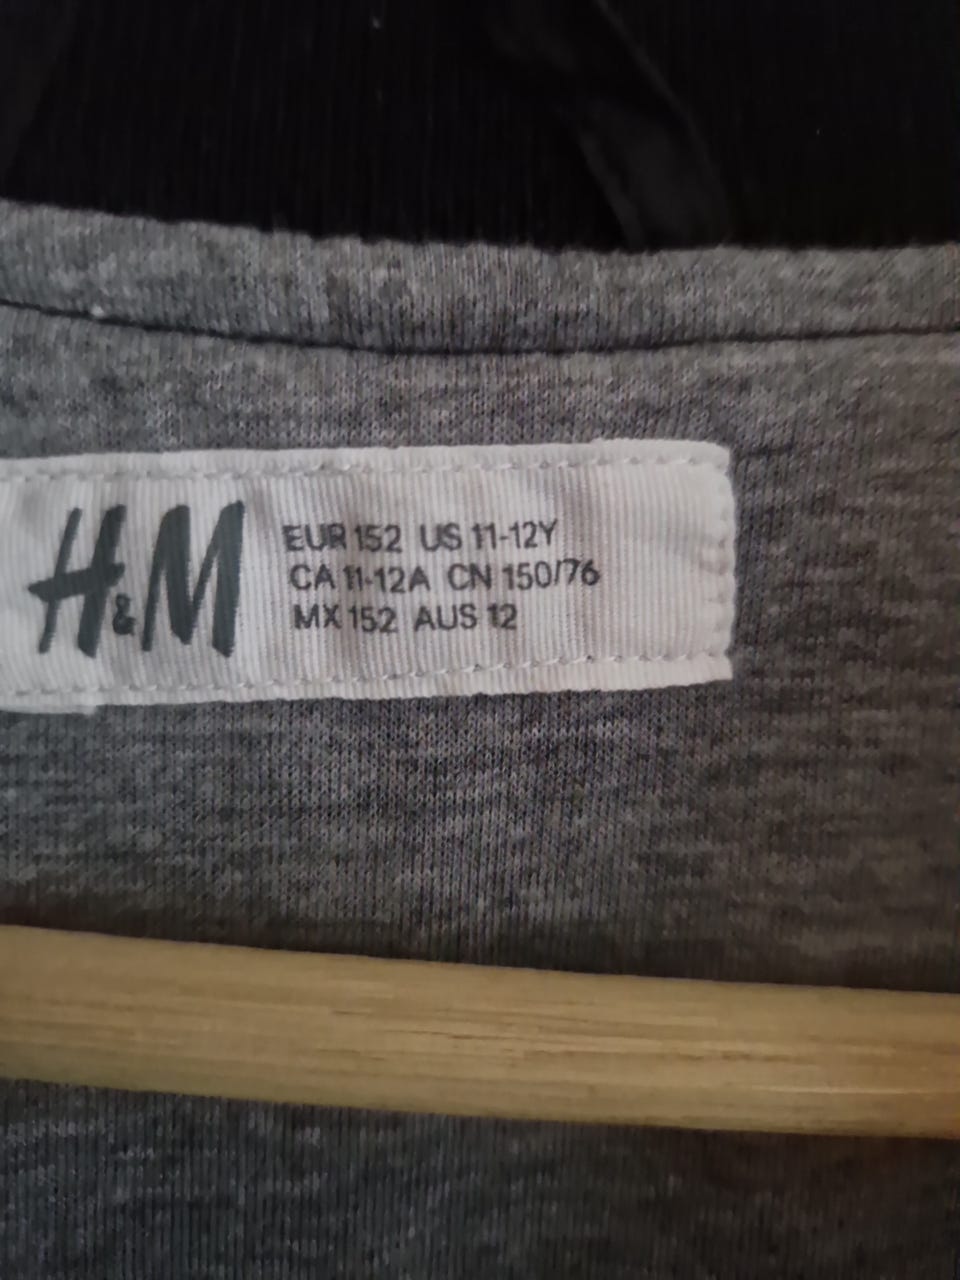 H&M
EUR 152 US 11-12Y
CA 11-12A CN 150/76
MX 152 AUS 12